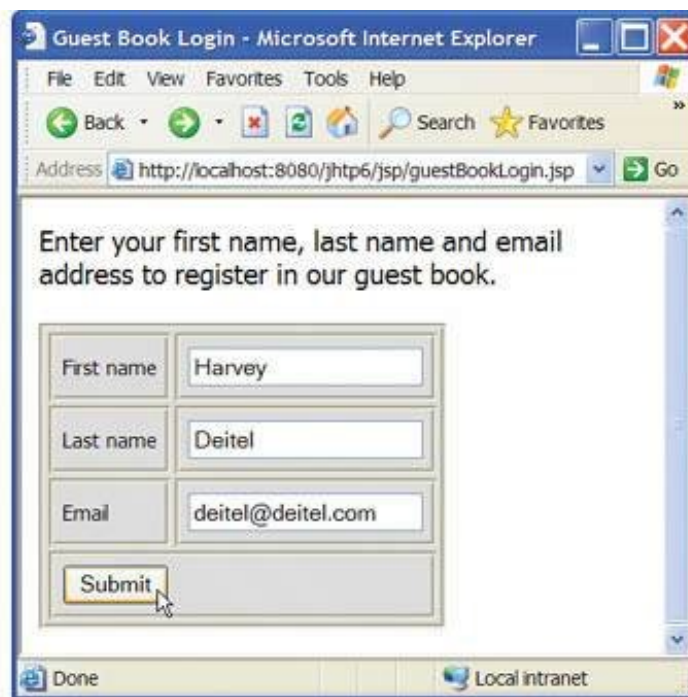 Guest Book Login - Microsoft Internet Explorer
File Edit View Favorites Tools Help
Back Search Favorites »
Address http://localhost:8080/jhtp6/jsp/guestBookLogin.jsp Go
Enter your first name, last name and email
address to register in our guest book.
First name Harvey
Last name Deitel
Email deitel@deitel.com
Submit
Done Local intranet